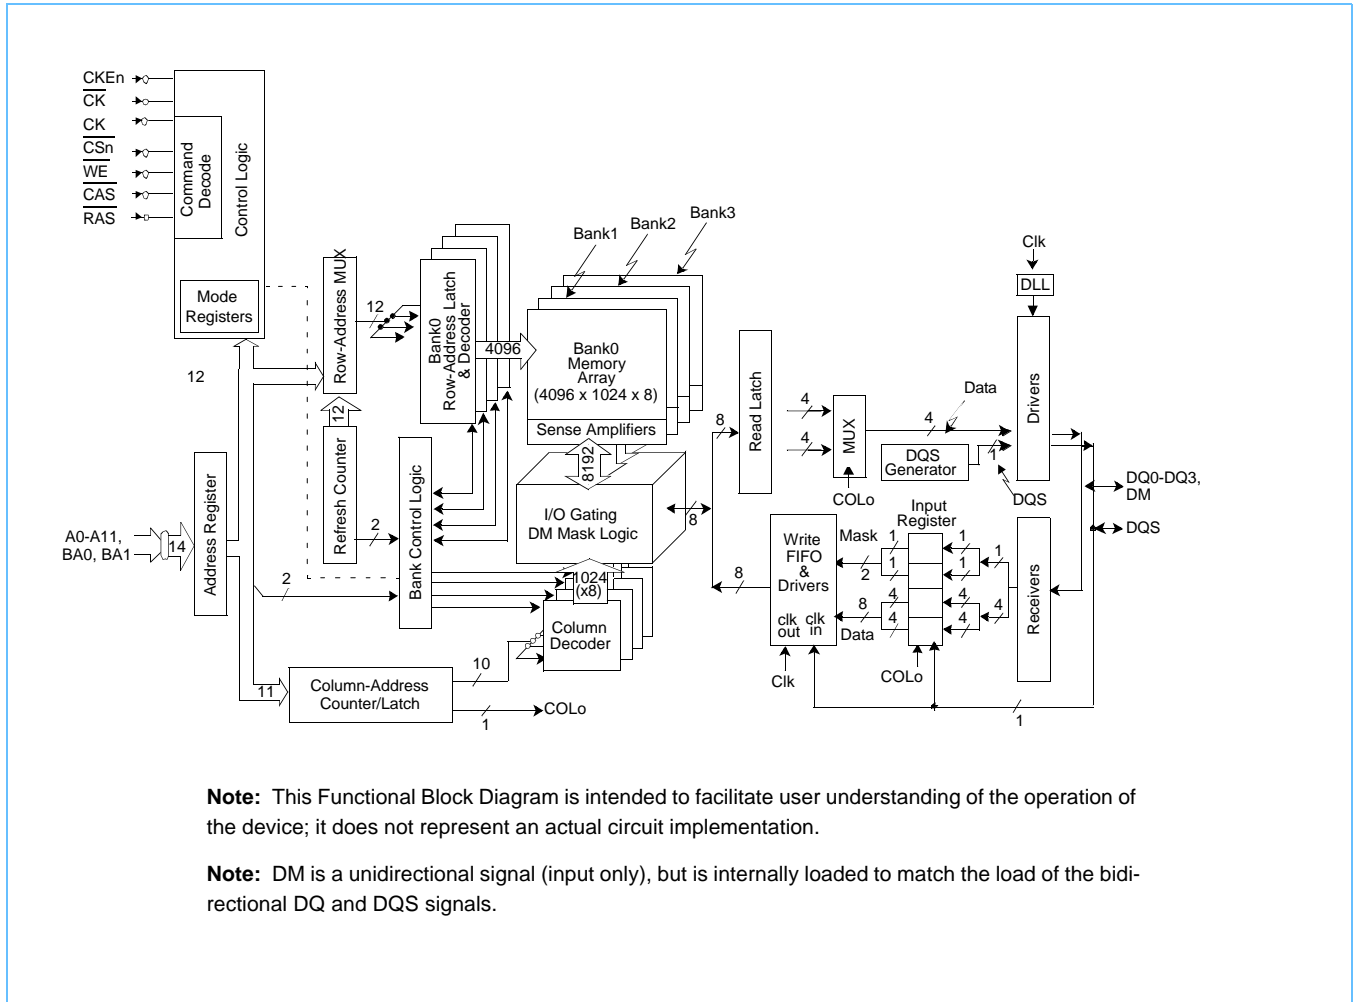 CKEn
CK
CK
CSn
WE
CAS
RAS
Command
Decode
Control Logic
Mode
Registers
12
Row-Address MUX
12
12
Refresh Counter
Bank0
Row-Address Latch
& Decoder
4096
Bank1
Bank2
Bank3
Bank0
Memory
Array
(4096 x 1024 x 8)
Sense Amplifiers
8192
I/O Gating
DM Mask Logic
1024
(x8)
Column
Decoder
2
Bank Control Logic
A0-A11,
BA0, BA1
14
Address Register
2
11
Column-Address
Counter/Latch
10
1
COLo
8
8
8
Read Latch
4
4
MUX
COLo
4
Data
DQS
Generator
1
DQS
Clk
DLL
Drivers
DQ0-DQ3,
DM
DQS
Input
Register
Write
FIFO
&
Drivers
clk
out
clk
in
Clk
Mask
2
8
Data
1
1
4
4
1
1
4
4
1
4
COLo
Receivers
1
Note: This Functional Block Diagram is intended to facilitate user understanding of the operation of
the device; it does not represent an actual circuit implementation.
Note: DM is a unidirectional signal (input only), but is internally loaded to match the load of the bidi-
rectional DQ and DQS signals.